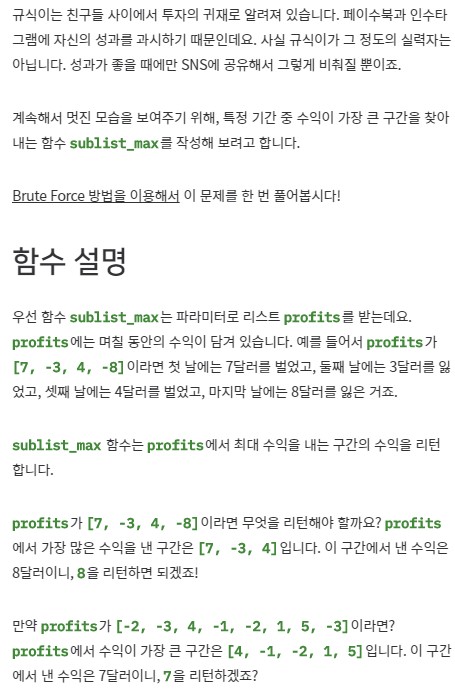 규식이는 친구들 사이에서 투자의 귀재로 알려져 있습니다. 페이수북과 인수타
그램에 자신의 성과를 과시하기 때문인데요. 사실 규식이가 그 정도의 실력자는
아닙니다. 성과가 좋을 때에만 SNS에 공유해서 그렇게 비춰질 뿐이죠.
계속해서 멋진 모습을 보여주기 위해, 특정 기간 중 수익이 가장 큰 구간을 찾아
내는 함수 sublist_max를 작성해 보려고 합니다.
Brute Force 방법을 이용해서 이 문제를 한 번 풀어봅시다!
함수 설명
우선 함수 sublist_max는 파라미터로 리스트 profits를 받는데요.
profits에는 며칠 동안의 수익이 담겨 있습니다. 예를 들어서 profits가
[7, -3, 4, -8]이라면 첫 날에는 7달러를 벌었고, 둘째 날에는 3달러를 잃
었고, 셋째 날에는 4달러를 벌었고, 마지막 날에는 8달러를 잃은 거죠.
sublist_max 함수는 profits에서 최대 수익을 내는 구간의 수익을 리턴
합니다.
profits가 [7, -3, 4, -8]이라면 무엇을 리턴해야 할까요? profits
에서 가장 많은 수익을 낸 구간은 [7, -3, 4]입니다. 이 구간에서 낸 수익은
8달러이니, 8을 리턴하면 되겠죠!
만약 profits가 [-2, -3, 4, -1, -2, 1, 5, -3]이라면?
profits에서 수익이 가장 큰 구간은 [4, -1, -2, 1, 5]입니다. 이 구간
에서 낸 수익은 7달러이니, 7을 리턴하겠죠?